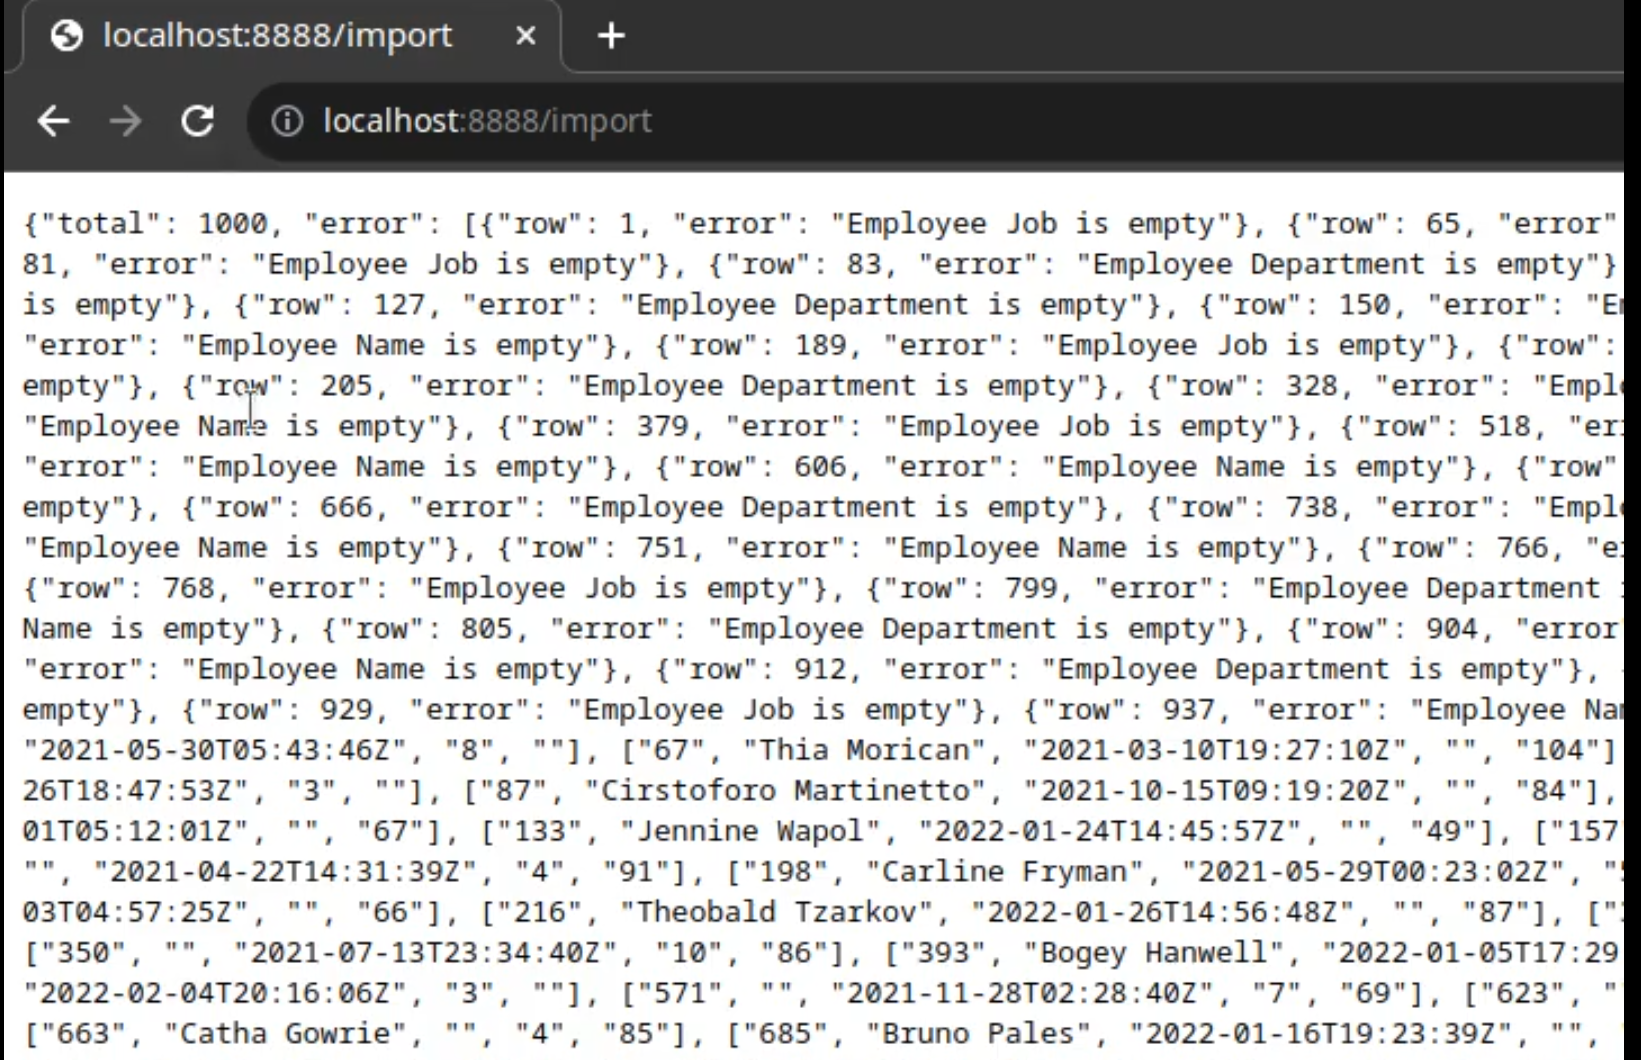 localhost:8888/import
localhost:8888/import
{"total": 1000, "error": [{"row": 1, "error": "Employee Job is empty"}, {"row": 65, "error"
81, "error": "Employee Job is empty"}, {"row": 83, "error": "Employee Department is empty"}
is empty"}, {"row": 127, "error": "Employee Department is empty"}, {"row": 150, "error": "E
"error": "Employee Name is empty"}, {"row": 189, "error": "Employee Job is empty"}, {"row":
empty"}, {"row": 205, "error": "Employee Department is empty"}, {"row": 328, "error": "Empl
"Employee Name is empty"}, {"row": 379, "error": "Employee Job is empty"}, {"row": 518, "er
"error": "Employee Name is empty"}, {"row": 606, "error": "Employee Name is empty"}, {"row"
empty"}, {"row": 666, "error": "Employee Department is empty"}, {"row": 738, "error": "Empl
"Employee Name is empty"}, {"row": 751, "error": "Employee Name is empty"}, {"row": 766, "e
{"row": 768, "error": "Employee Job is empty"}, {"row": 799, "error": "Employee Department
Name is empty"}, {"row": 805, "error": "Employee Department is empty"}, {"row": 904, "error
"error": "Employee Name is empty"}, {"row": 912, "error": "Employee Department is empty"},
empty"}, {"row": 929, "error": "Employee Job is empty"}, {"row": 937, "error": "Employee Na
"2021-05-30T05:43:46Z", "8", ""], ["67", "Thia Morican", "2021-03-10T19:27:10Z", "", "104"]
26T18:47:53Z", "3", ""], ["87", "Cirstoforo Martinetto", "2021-10-15T09:19:20Z", "", "84"],
01T05:12:01Z", "", "67"], ["133", "Jennine Wapol", "2022-01-24T14:45:57Z", "", "49"], ["157
"", "2021-04-22T14:31:39Z", "4", "91"], ["198", "Carline Fryman", "2021-05-29T00:23:02Z", "
03T04:57:25Z", "", "66"], ["216", "Theobald Tzarkov", "2022-01-26T14:56:48Z", "", "87"], ["
["350", "", "2021-07-13T23:34:40Z", "10", "86"], ["393", "Bogey Hanwell", "2022-01-05T17:29
"2022-02-04T20:16:06Z", "3", ""], ["571", "", "2021-11-28T02:28:40Z", "7", "69"], ["623", "
["663", "Catha Gowrie", "", "4", "85"], ["685", "Bruno Pales", "2022-01-16T19:23:39Z", "",